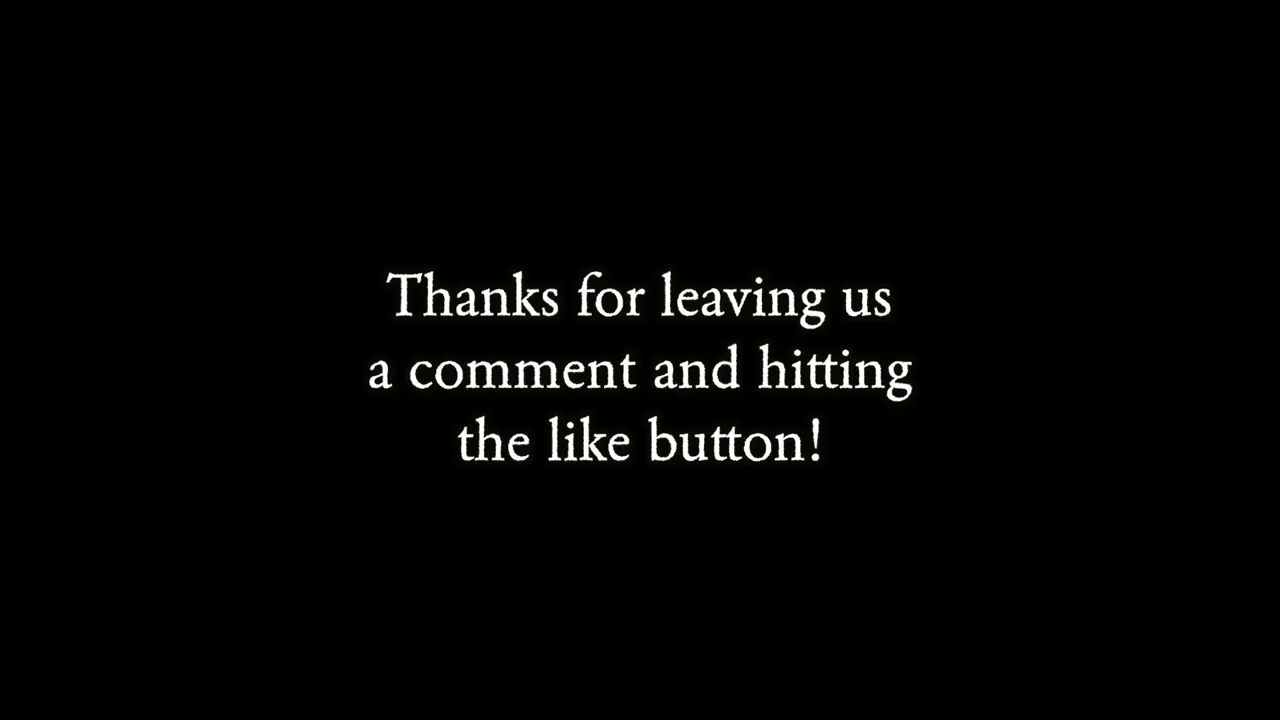 Thanks for leaving us
a comment and hitting
the like button!